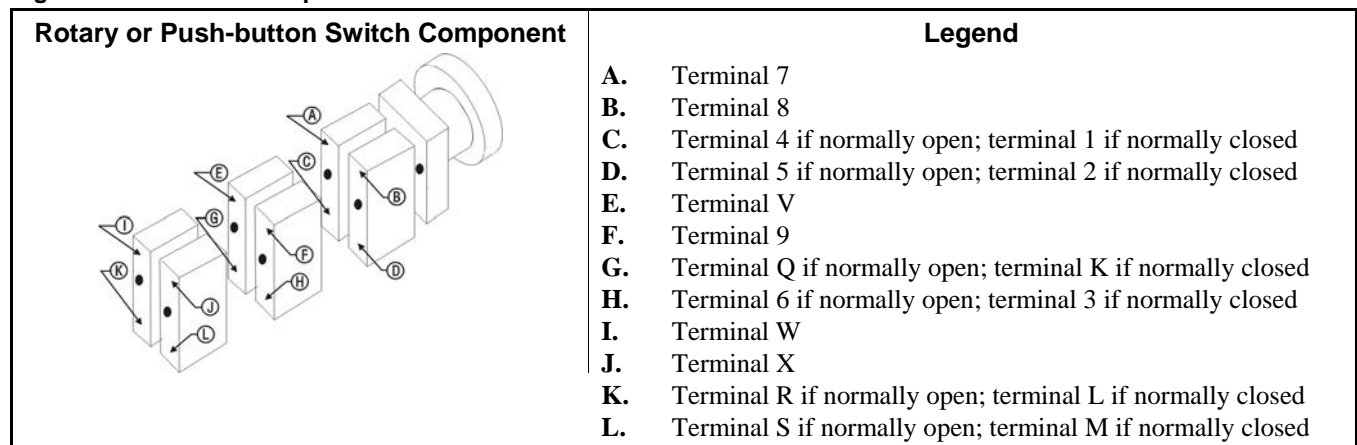 Rotary or Push-button Switch Component
Legend
A
B
C
D
E
F
G
H
I
J
K
L
A. Terminal 7
B. Terminal 8
C. Terminal 4 if normally open; terminal 1 if normally closed
D. Terminal 5 if normally open; terminal 2 if normally closed
E. Terminal V
F. Terminal 9
G. Terminal Q if normally open; terminal K if normally closed
H. Terminal 6 if normally open; terminal 3 if normally closed
I. Terminal W
J. Terminal X
K. Terminal R if normally open; terminal L if normally closed
L. Terminal S if normally open; terminal M if normally closed